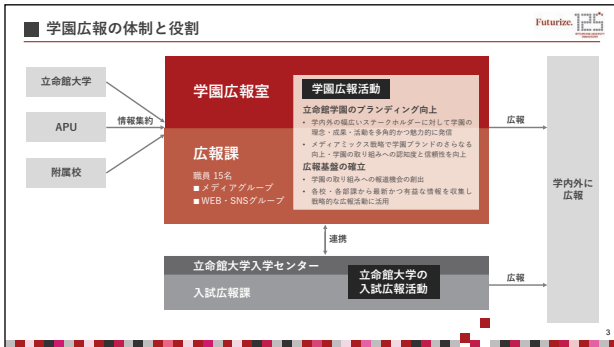 学園広報の体制と役割
Futurize.
125
立命館大学
APU
附属校
情報集約
学園広報室
広報課
職員 15名
■ メディアグループ
■ WEB・SNSグループ
学園広報活動
立命館学園のブランディング向上
• 学内外の幅広いステークホルダーに対して学園の
理念・成果・活動を多角的かつ魅力的に発信
• メディアミックス戦略で学園ブランドのさらなる
向上・学園の取り組みへの認知度と信頼性を向上
広報基盤の確立
• 学園の取り組みへの報道機会の創出
• 各校・各部課から最新かつ有益な情報を収集し
戦略的な広報活動に活用
広報
学内外に
広報
連携
立命館大学入学センター
入試広報課
立命館大学の
入試広報活動
広報
3